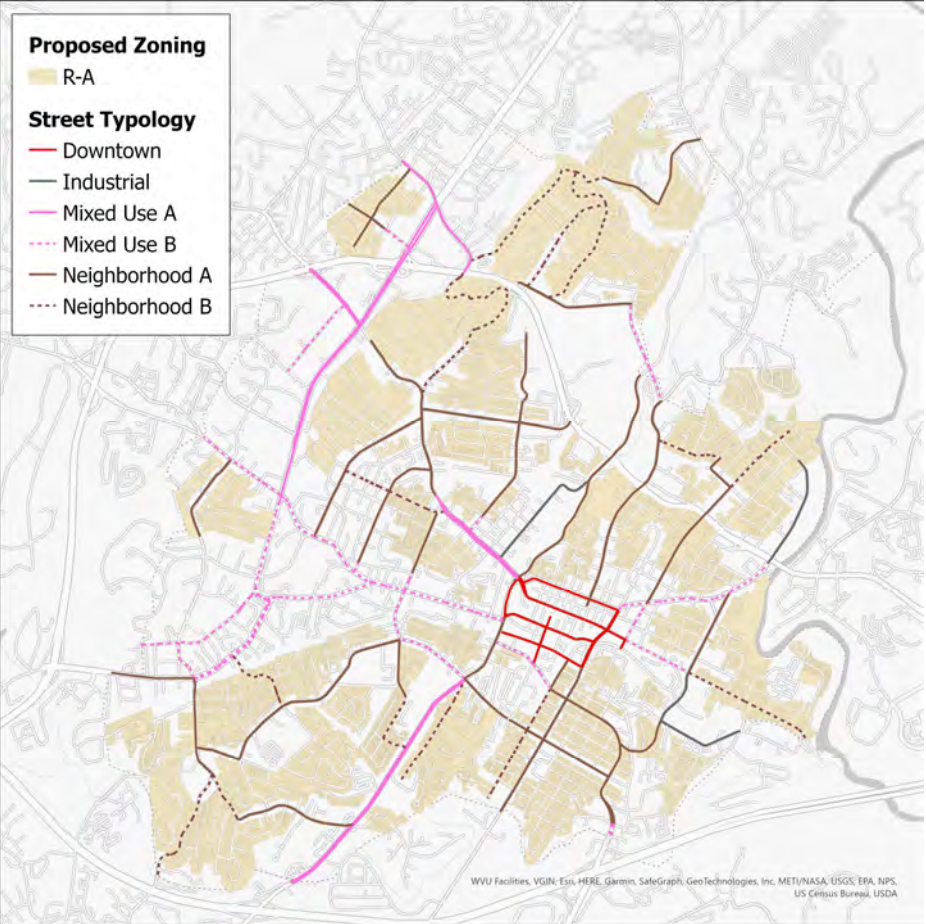 Proposed Zoning
R-A
Street Typology
Downtown
Industrial
Mixed Use A
Mixed Use B
Neighborhood A
Neighborhood B
WVU Facilities, VGIN, Esri, HERE, Garmin, SafeGraph, GeoTechnologies, Inc, METI/NASA, USGS, EPA, NPS,
US Census Bureau, USDA